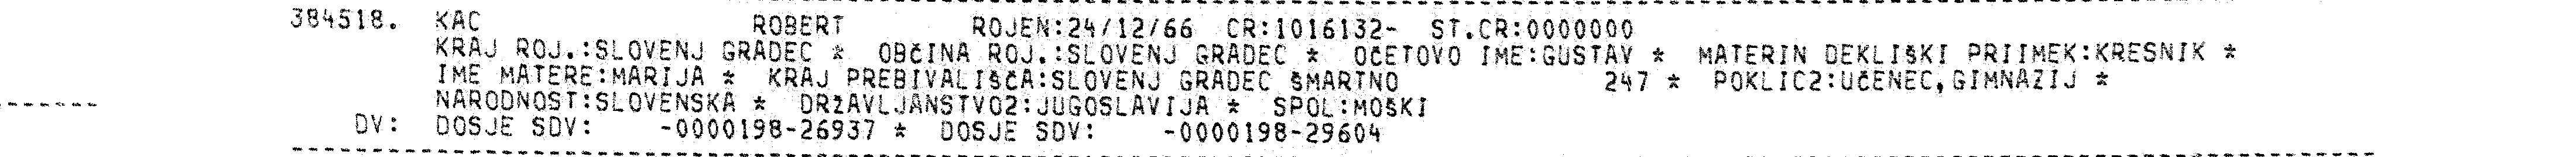 384518. KAC ROBERT ROJEN:24/12/66 CR:1016132- ST.CR:0000000
KRAJ ROJ.:SLOVENJ GRADEC * OBČINA ROJ.:SLOVENJ GRADEC * OČETOVO IME:GUSTAV * MATERIN DEKLIŠKI PRIIMEK:KRESNIK *
IME MATERE:MARIJA * KRAJ PREBIVALIŠČA:SLOVENJ GRADEC ŠMARTNO 247 * POKLIC2:UČENEC,GIMNAZIJ *
NARODNOST:SLOVENSKA * DRŽAVLJANSTVO2:JUGOSLAVIJA * SPOL:MOŠKI
DV: DOSJE SDV: -0000198-26937 * DOSJE SDV: -0000198-29604